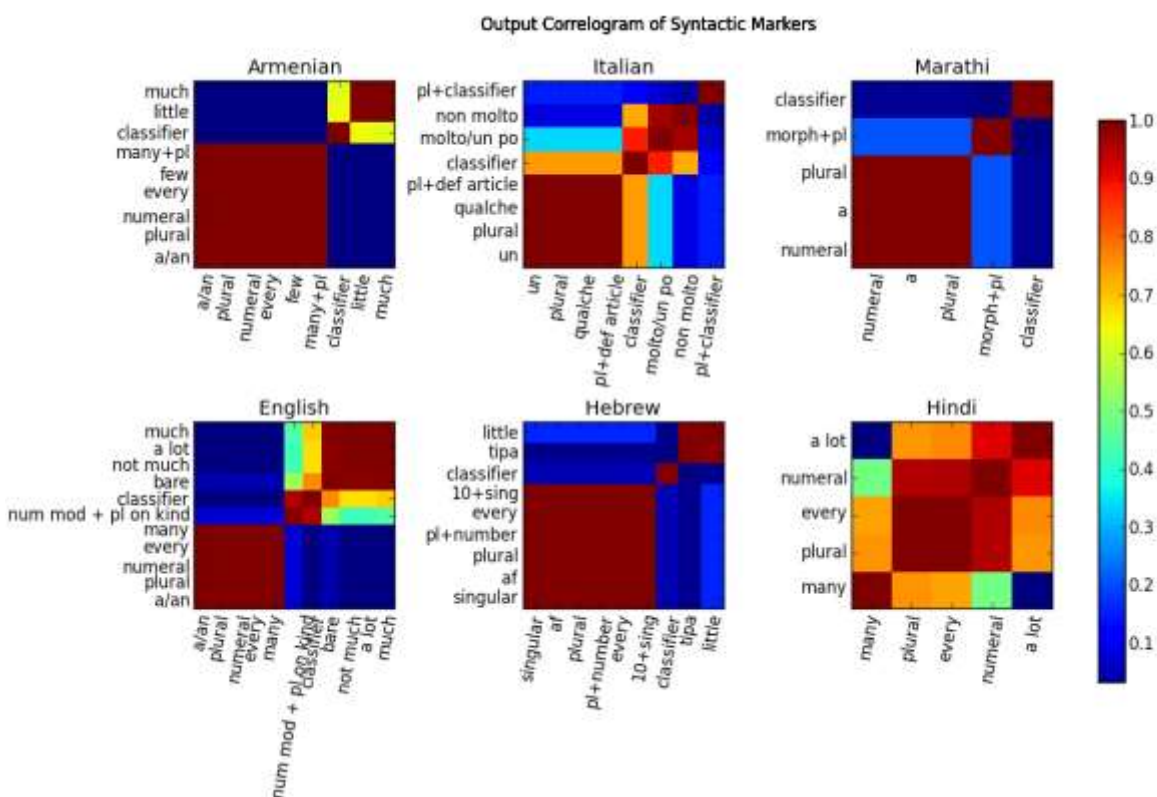 Output Correlogram of Syntactic Markers
Armenian
much
little
classifier
many+pl
few
every
numeral
plural
a/an
a/an
plural
numeral
every
few
many+pl
classifier
little
much
Italian
pl+classifier
non molto
molto/un po
classifier
pl+def article
qualche
plural
un
un
plural
qualche
pl+def article
classifier
molto/un po
non molto
pl+classifier
Marathi
classifier
morph+pl
plural
a
numeral
numeral
a
plural
morph+pl
classifier
1.0
0.9
0.8
0.7
0.6
0.5
0.4
0.3
0.2
0.1
English
much
a lot
not much
bare
classifier
num mod + pl on kind
many
every
numeral
plural
a/an
a/an
plural
numeral
every
many
num mod + pl on kind
classifier
bare
not much
a lot
much
Hebrew
little
tipa
classifier
10+sing
every
pl+number
plural
af
singular
singular
af
plural
pl+number
every
10+sing
classifier
tipa
little
Hindi
a lot
numeral
every
plural
many
many
plural
every
numeral
a lot